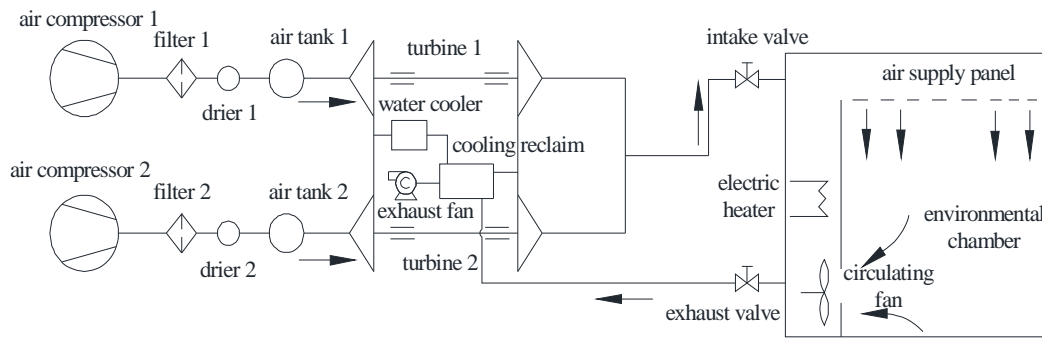 air compressor 1
filter 1
drier 1
air tank 1
turbine 1
intake valve
air supply panel
water cooler
cooling reclaim
air compressor 2
filter 2
drier 2
air tank 2
exhaust fan
turbine 2
electric
heater
environmental
chamber
circulating
fan
exhaust valve